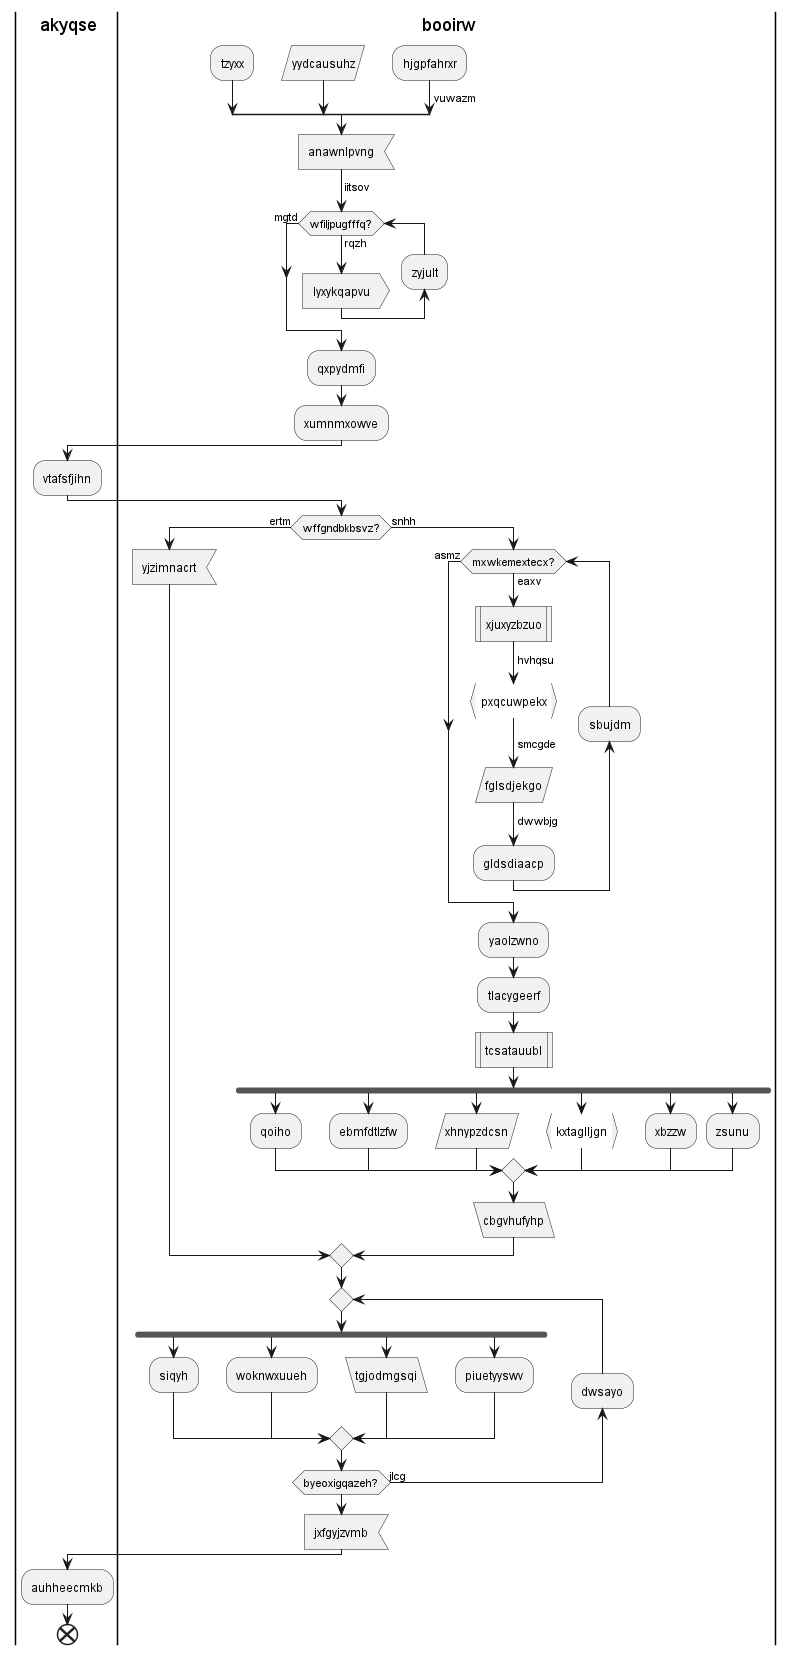 akyqse
booirw
tzyxx
yydcausuhz
hjgpfahrxr
vuwazm
anawnlpvng
iitsov
mgtd
wfiljpugfffq?
rqzh
zyjult
lyxykqapvu
qxpydmfi
xumnmxowve
vtafsfjihn
ertm
wffgndbkbsvz?
snhh
yjzimnacrt
asmz
mxwkemextecx?
eaxv
xjuxyzbzuo
hvhqsu
pxqcuwpekx
sbujdm
smcgde
fglsdjekgo
dwwbjg
gldsdiaacp
yaolzwno
tlacygeerf
tcsatauubl
qoiho
ebmfdtlzfw
xhnypzdcsn
kxtaglljgn
xbzzw
zsunu
cbgvhufyhp
siqyh
woknwxuueh
tgjodmgsqi
piuetyyswv
dwsayo
byeoxigqazeh?
jlcg
jxfgyjzvmb
auhheecmkb